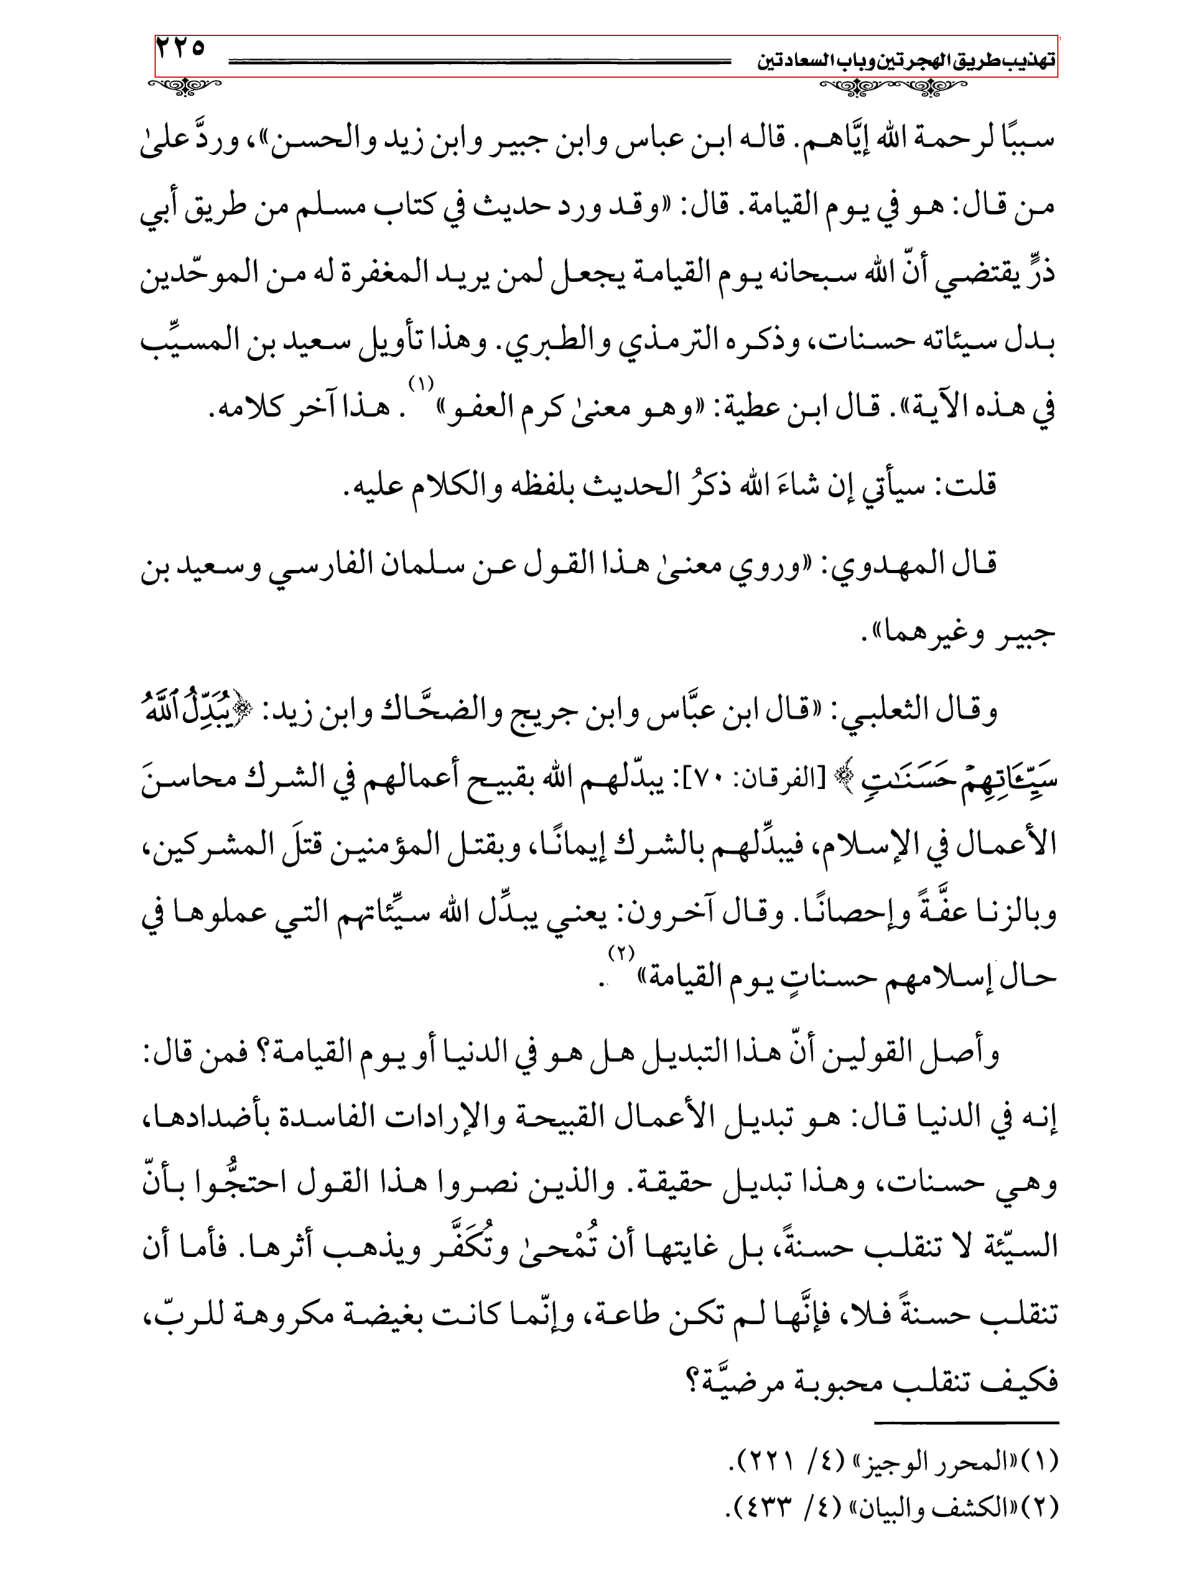 تهذيب طريق الهجرتين وباب السعادتين ٢٢٥
سببًا لرحمة الله إيَّاهم. قاله ابن عباس وابن جبير وابن زيد والحسن»، وردَّ علىٰ
من قال: هو في يوم القيامة. قال: «وقد ورد حديث في كتاب مسلم من طريق أبي
ذرٍّ يقتضي أنّ الله سبحانه يوم القيامة يجعل لمن يريد المغفرة له من الموحّدين
بدل سيئاته حسنات، وذكره الترمذي والطبري. وهذا تأويل سعيد بن المسيِّب
في هذه الآية». قال ابن عطية: «وهو معنىٰ كرم العفو»(١). هذا آخر كلامه.
قلت: سيأتي إن شاءَ الله ذكرُ الحديث بلفظه والكلام عليه.
قال المهدوي: «وروي معنىٰ هذا القول عن سلمان الفارسي وسعيد بن
جبير وغيرهما».
وقال الثعلبي: «قال ابن عبَّاس وابن جريج والضحَّاك وابن زيد: ﴿يُبَدِّلُ ٱللَّهُ
سَيِّـَٔاتِهِمْ حَسَنَـٰتٍ﴾ [الفرقان: ٧٠]: يبدّلهم الله بقبيح أعمالهم في الشرك محاسنَ
الأعمال في الإسلام، فيبدِّلهم بالشرك إيمانًا، وبقتل المؤمنين قتلَ المشركين،
وبالزنا عفَّةً وإحصانًا. وقال آخرون: يعني يبدِّل الله سيِّئاتهم التي عملوها في
حال إسلامهم حسناتٍ يوم القيامة»(٢).
وأصل القولين أنّ هذا التبديل هل هو في الدنيا أو يوم القيامة؟ فمن قال:
إنه في الدنيا قال: هو تبديل الأعمال القبيحة والإرادات الفاسدة بأضدادها،
وهي حسنات، وهذا تبديل حقيقة. والذين نصروا هذا القول احتجُّوا بأنّ
السيّئة لا تنقلب حسنةً، بل غايتها أن تُمْحىٰ وتُكَفَّر ويذهب أثرها. فأما أن
تنقلب حسنةً فلا، فإنَّها لم تكن طاعة، وإنّما كانت بغيضة مكروهة للربّ،
فكيف تنقلب محبوبة مرضيَّة؟
(١) «المحرر الوجيز» (٤/ ٢٢١).
(٢) «الكشف والبيان» (٤/ ٤٣٣).